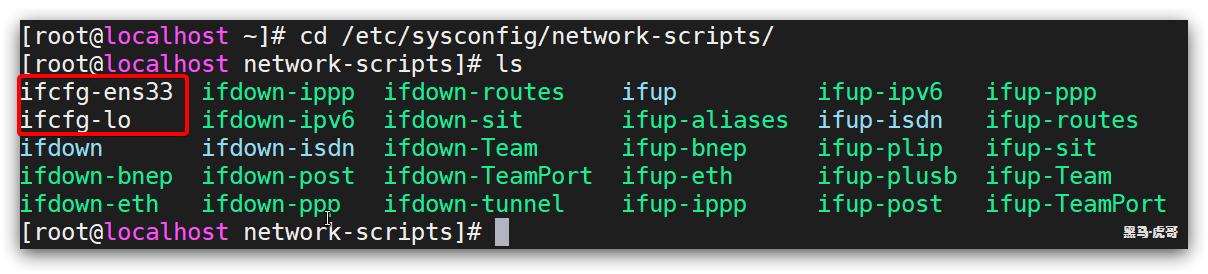 [root@localhost ~]# cd /etc/sysconfig/network-scripts/
[root@localhost network-scripts]# ls
ifcfg-ens33  ifdown-ippp  ifdown-routes    ifup          ifup-ipv6   ifup-ppp
ifcfg-lo     ifdown-ipv6  ifdown-sit       ifup-aliases  ifup-isdn   ifup-routes
ifdown       ifdown-isdn  ifdown-Team      ifup-bnep     ifup-plip   ifup-sit
ifdown-bnep  ifdown-post  ifdown-TeamPort  ifup-eth      ifup-plusb  ifup-Team
ifdown-eth   ifdown-ppp   ifdown-tunnel    ifup-ippp     ifup-post   ifup-TeamPort
[root@localhost network-scripts]#
黑马-虎哥